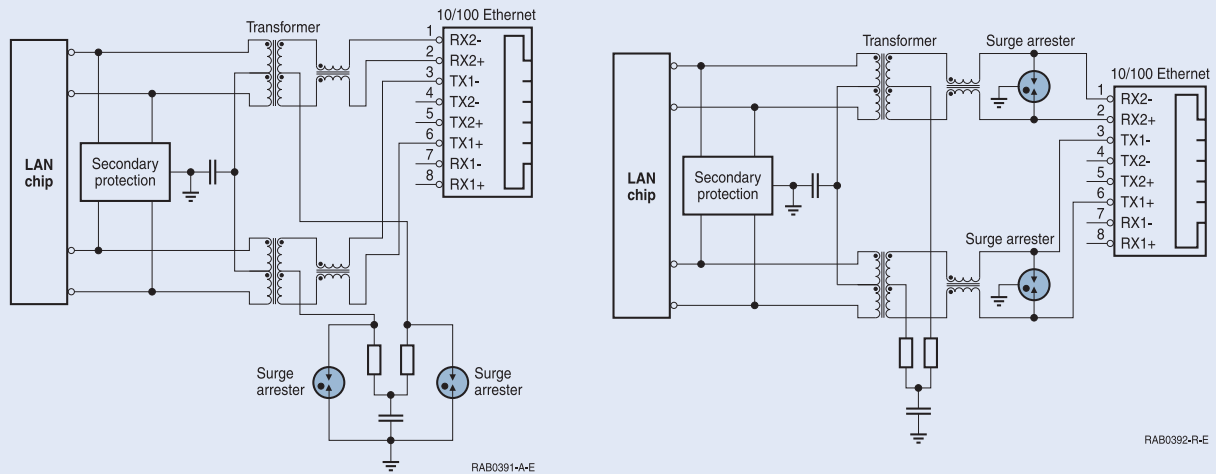 10/100 Ethernet
Transformer
1 RX2-
2 RX2+
3 TX1-
4 TX2-
5 TX2+
6 TX1+
7 RX1-
8 RX1+
LAN
chip
Secondary
protection
Surge
arrester
Surge
arrester
RAB0391-A-E
Transformer
Surge arrester
10/100 Ethernet
1 RX2-
2 RX2+
3 TX1-
4 TX2-
5 TX2+
6 TX1+
7 RX1-
8 RX1+
LAN
chip
Secondary
protection
Surge arrester
RAB0392-R-E